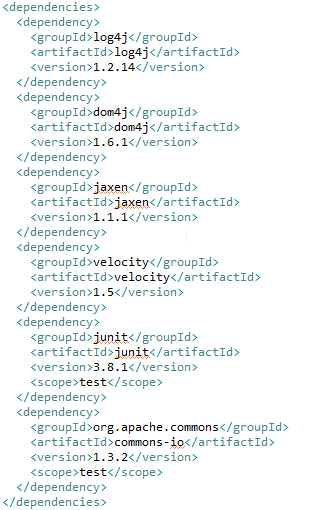 <dependencies>
<dependency>
<groupId>log4j</groupId>
<artifactId>log4j</artifactId>
<version>1.2.14</version>
</dependency>
<dependency>
<groupId>dom4j</groupId>
<artifactId>dom4j</artifactId>
<version>1.6.1</version>
</dependency>
<dependency>
<groupId>jaxen</groupId>
<artifactId>jaxen</artifactId>
<version>1.1.1</version>
</dependency>
<dependency>
<groupId>velocity</groupId>
<artifactId>velocity</artifactId>
<version>1.5</version>
</dependency>
<dependency>
<groupId>junit</groupId>
<artifactId>junit</artifactId>
<version>3.8.1</version>
<scope>test</scope>
</dependency>
<dependency>
<groupId>org.apache.commons</groupId>
<artifactId>commons-io</artifactId>
<version>1.3.2</version>
<scope>test</scope>
</dependency>
</dependencies>